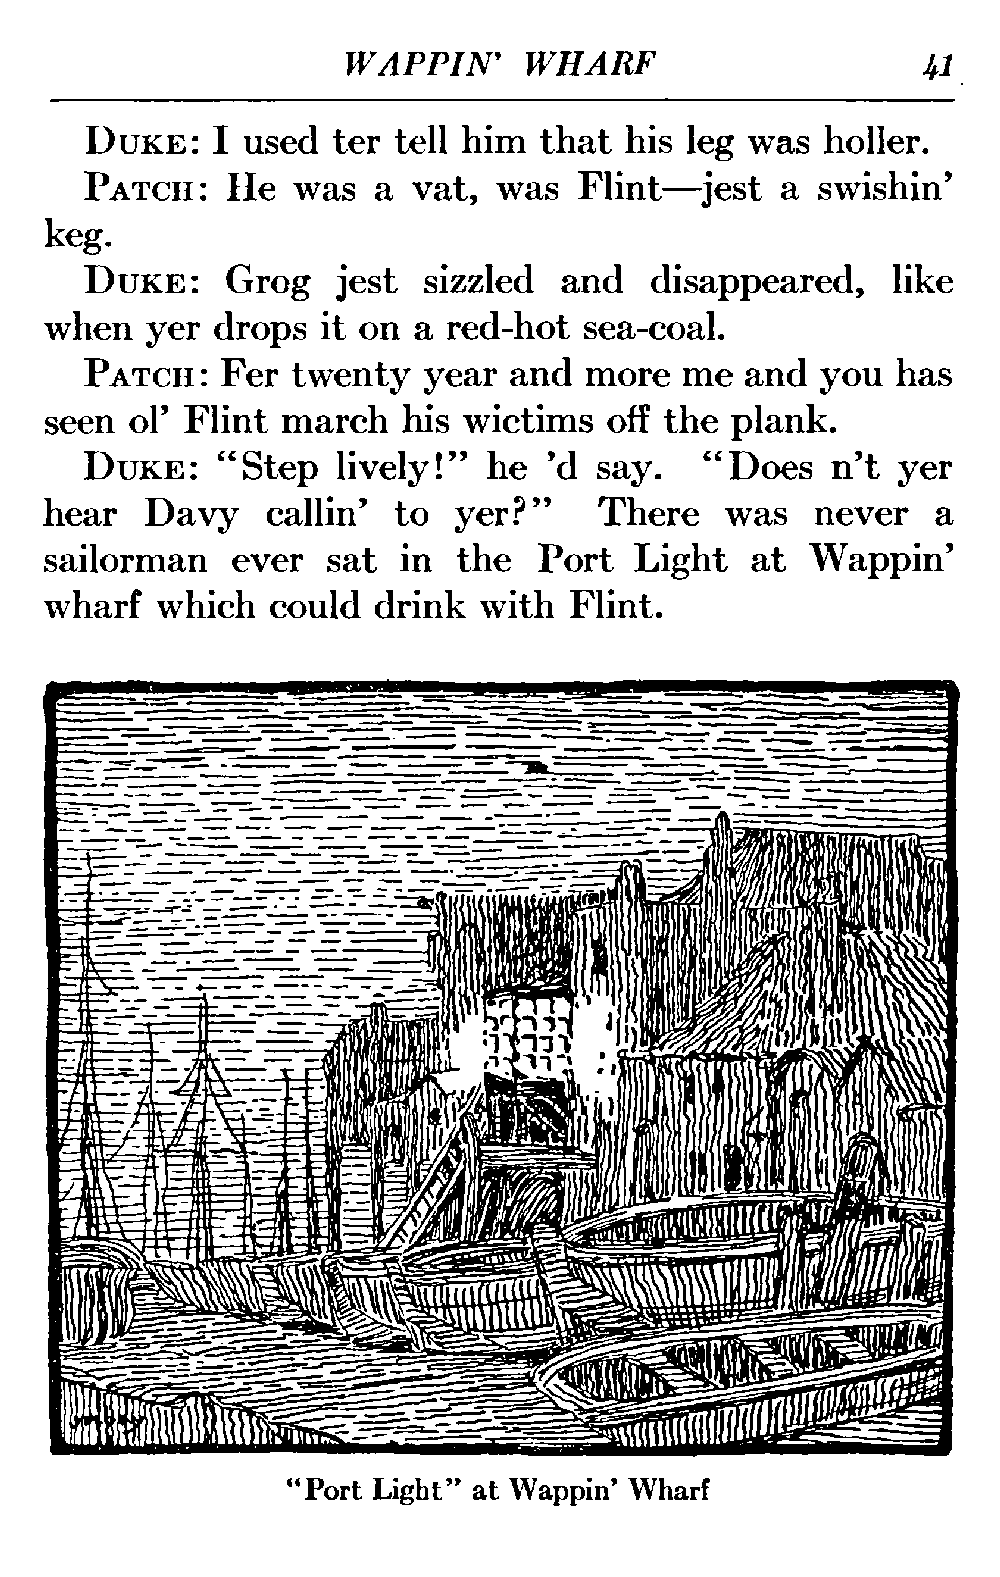 WAPPIN' WHARF 41
DUKE: I used ter tell him that his leg was holler.
PATCH: He was a vat, was Flint—jest a swishin'
keg.
DUKE: Grog jest sizzled and disappeared, like
when yer drops it on a red-hot sea-coal.
PATCH: Fer twenty year and more me and you has
seen ol' Flint march his wictims off the plank.
DUKE: "Step lively!" he 'd say. "Does n't yer
hear Davy callin' to yer?" There was never a
sailorman ever sat in the Port Light at Wappin'
wharf which could drink with Flint.
"Port Light" at Wappin' Wharf